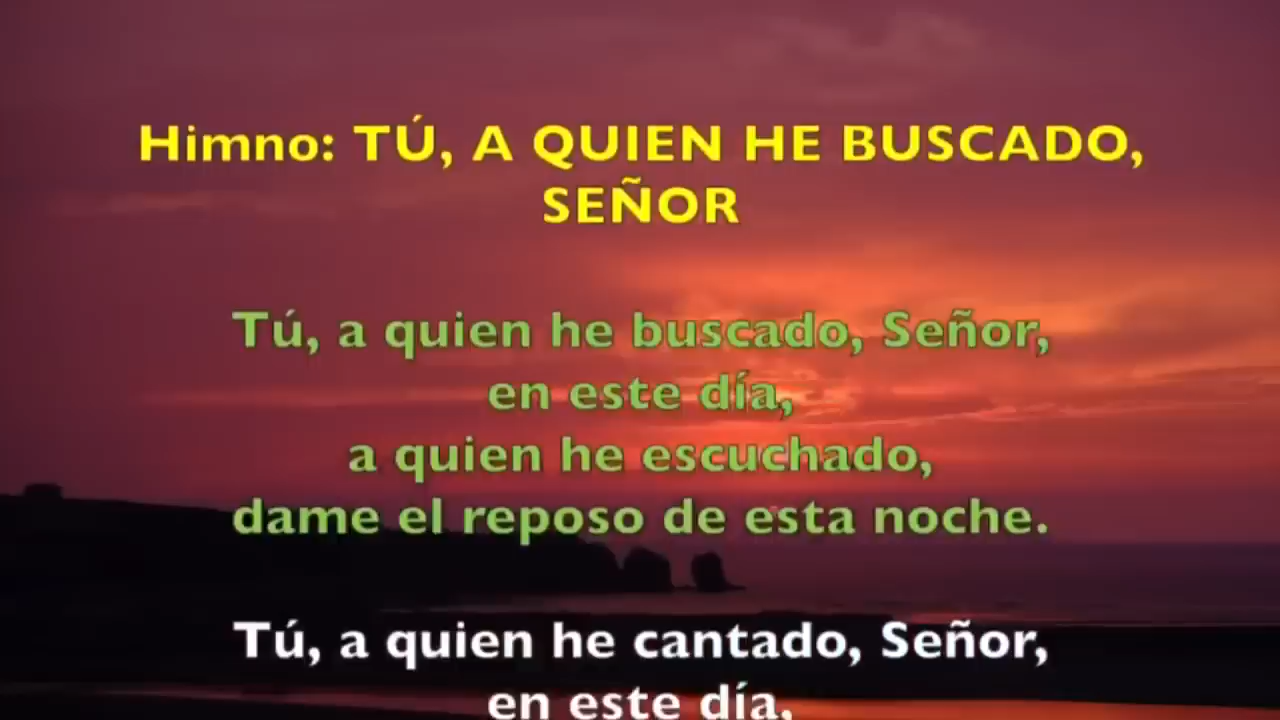 Himno: TÚ, A QUIEN HE BUSCADO,
SEÑOR
Tú, a quien he buscado, Señor,
en este día,
a quien he escuchado,
dame el reposo de esta noche.
Tú, a quien he cantado, Señor,
en este día,